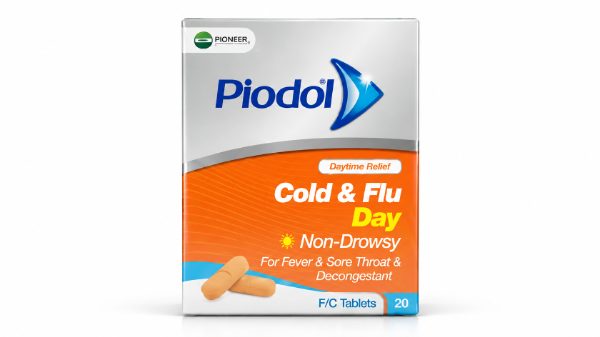 PIONEER®
Piodol®
Daytime Relief
Cold & Flu
Day
Non-Drowsy
For Fever & Sore Throat &
Decongestant
F/C Tablets 20